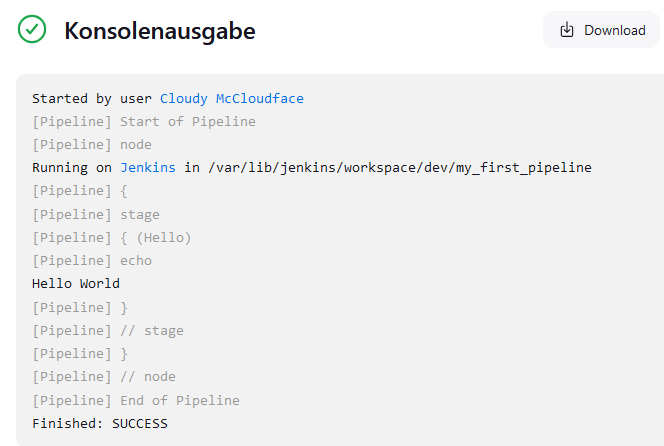 Konsolenausgabe
Download
Started by user Cloudy McCloudface
[Pipeline] Start of Pipeline
[Pipeline] node
Running on Jenkins in /var/lib/jenkins/workspace/dev/my_first_pipeline
[Pipeline] {
[Pipeline] stage
[Pipeline] { (Hello)
[Pipeline] echo
Hello World
[Pipeline] }
[Pipeline] // stage
[Pipeline] }
[Pipeline] // node
[Pipeline] End of Pipeline
Finished: SUCCESS